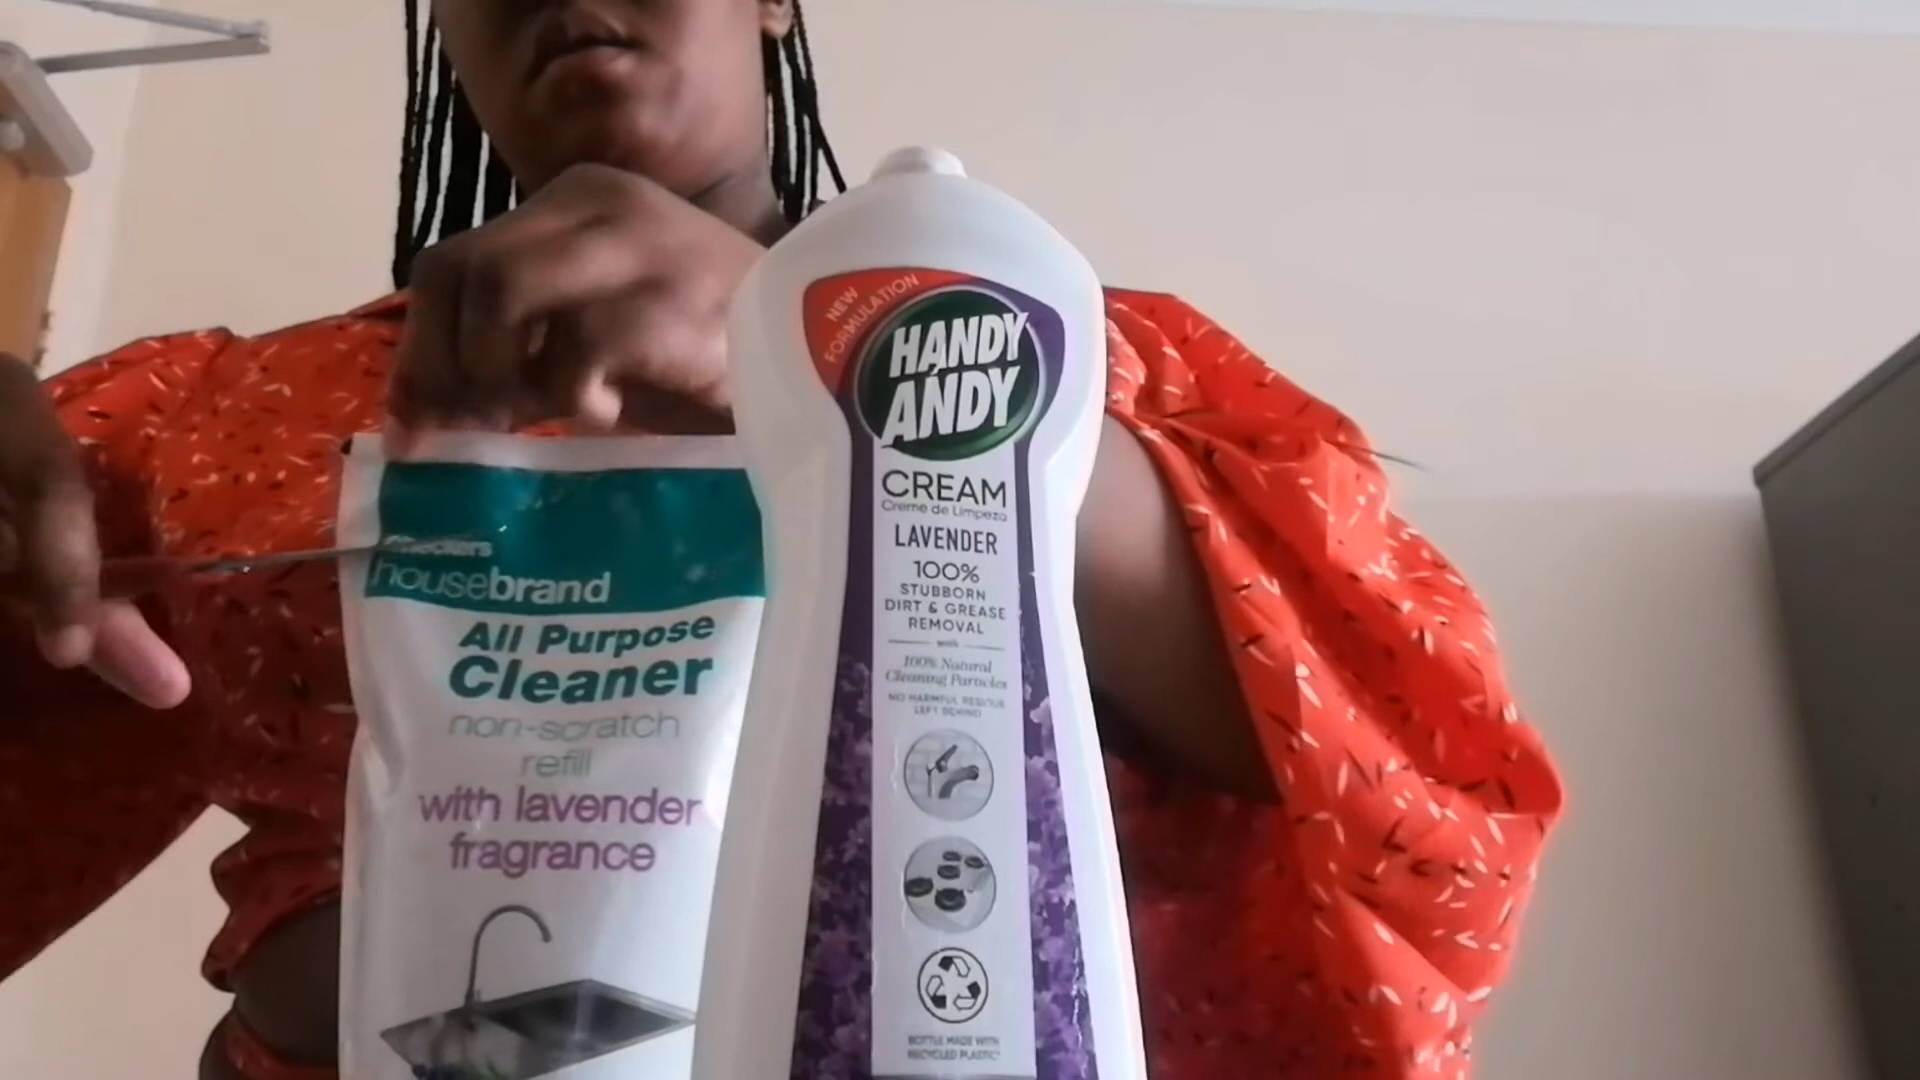 Checkers
housebrand
All Purpose
Cleaner
non-scratch
refill
with lavender
fragrance
NEW
FORMULATION
HANDY
ANDY
CREAM
Creme de Limpeza
LAVENDER
100%
STUBBORN
DIRT & GREASE
REMOVAL
with
100% Natural
Cleaning Particles
NO HARMFUL RESIDUE
LEFT BEHIND
BOTTLE MADE WITH
RECYCLED PLASTIC*